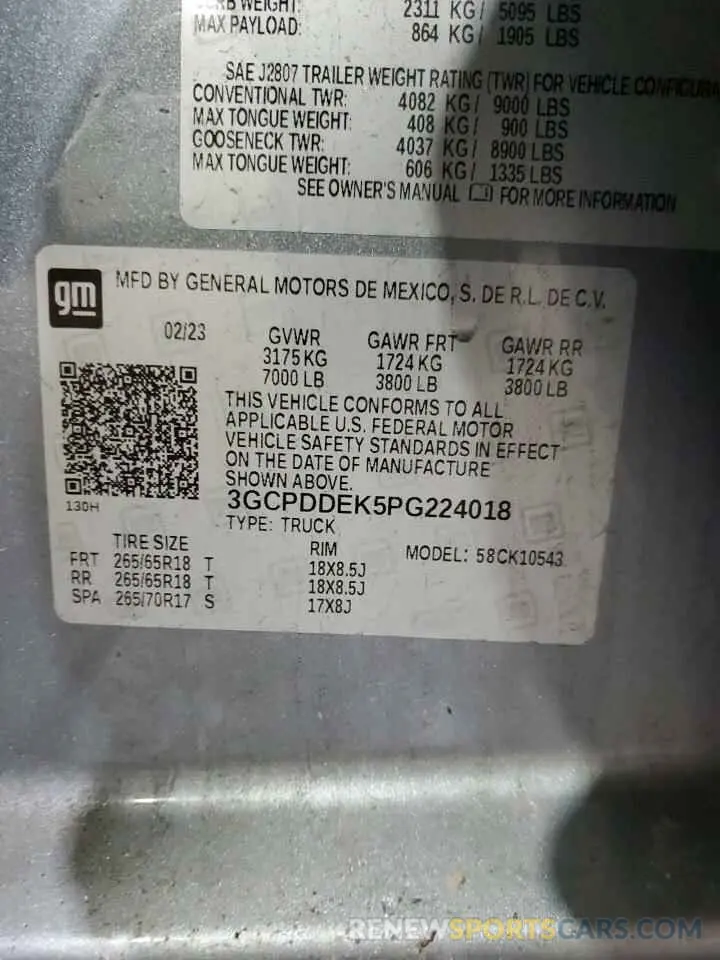 CURB WEIGHT: 2311 KG/ 5095 LBS
MAX PAYLOAD: 864 KG/ 1905 LBS
SAE J2807 TRAILER WEIGHT RATING (TWR) FOR VEHICLE
CONVENTIONAL TWR: 4082 KG/ 9000 LBS
MAX TONGUE WEIGHT: 408 KG/ 900 LBS
GOOSENECK TWR: 4037 KG/ 8900 LBS
MAX TONGUE WEIGHT: 606 KG/ 1335 LBS
SEE OWNER'S MANUAL FOR MORE INFORMATION
gm MFD BY GENERAL MOTORS DE MEXICO, S. DE R.L. DE C.V.
02/23 GVWR GAWR FRT GAWR RR
3175 KG 1724 KG 1724 KG
7000 LB 3800 LB 3800 LB
THIS VEHICLE CONFORMS TO ALL
APPLICABLE U.S. FEDERAL MOTOR
VEHICLE SAFETY STANDARDS IN EFFECT
ON THE DATE OF MANUFACTURE
SHOWN ABOVE.
130H 3GCPDDEK5PG224018
TYPE: TRUCK
TIRE SIZE RIM MODEL: 58CK10543
FRT 265/65R18 T 18X8.5J
RR 265/65R18 T 18X8.5J
SPA 265/70R17 S 17X8J
RENEWSPORTSCARS.COM